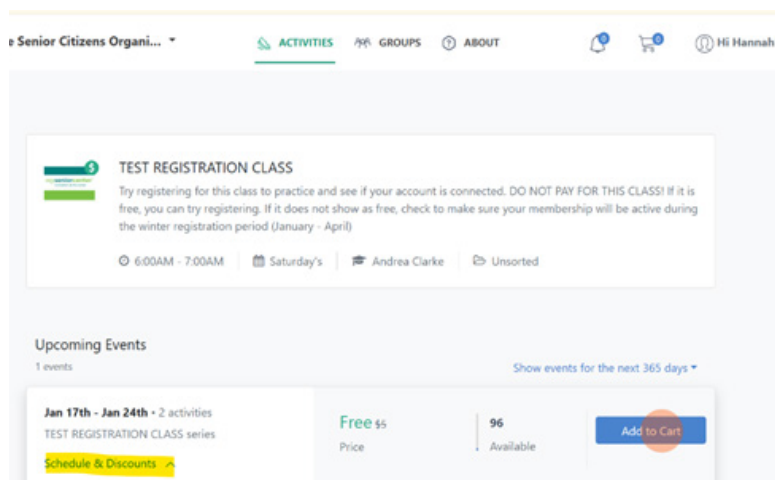 e Senior Citizens Organi... ACTIVITIES GROUPS ABOUT 0 0 Hi Hannah
TEST REGISTRATION CLASS
Try registering for this class to practice and see if your account is connected. DO NOT PAY FOR THIS CLASS! If it is
free, you can try registering. If it does not show as free, check to make sure your membership will be active during
the winter registration period (January - April)
6:00AM - 7:00AM Saturday's Andrea Clarke Unsorted
Upcoming Events
1 events Show events for the next 365 days
Jan 17th - Jan 24th • 2 activities Free $5 96 Add to Cart
TEST REGISTRATION CLASS series Price Available
Schedule & Discounts